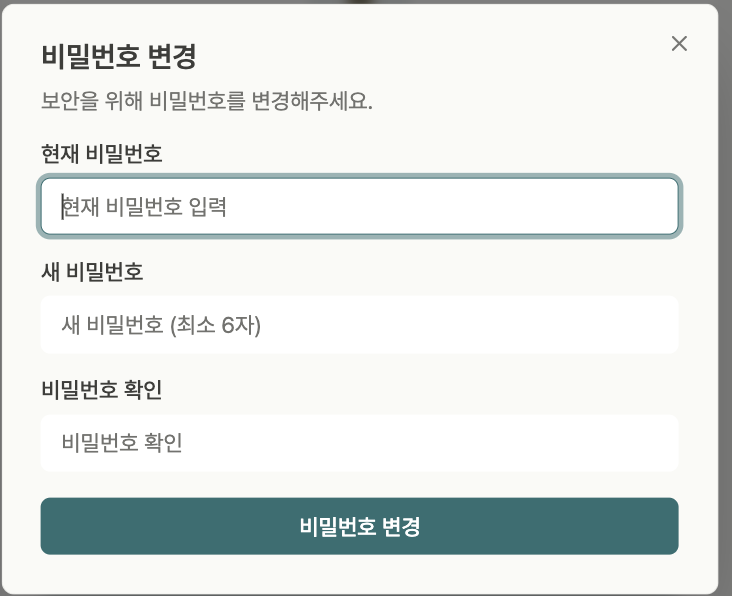 비밀번호 변경
보안을 위해 비밀번호를 변경해주세요.
현재 비밀번호
현재 비밀번호 입력
새 비밀번호
새 비밀번호 (최소 6자)
비밀번호 확인
비밀번호 확인
비밀번호 변경